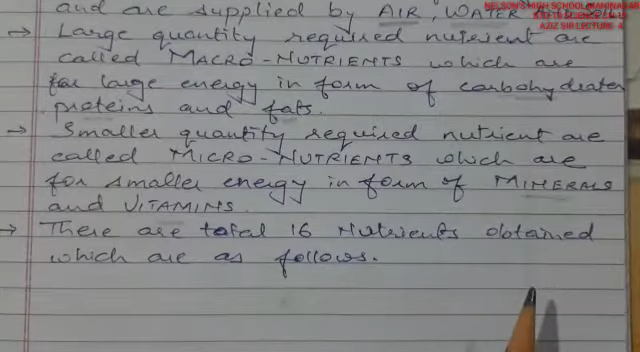 NELSON'S HIGH SCHOOL (MANINAGAR
AZIZ SIR LECTURE 4
and are supplied by AIR, WATER
→ Large quantity required nutrient are
called MACRO-NUTRIENTS which are
for large energy in form of carbohydrates
proteins and fats.
→ Smaller quantity required nutrient are
called MICRO-NUTRIENTS which are
for smaller energy in form of MINERALS
and VITAMINS.
→ There are total 16 Nutrients obtained
which are as follows.